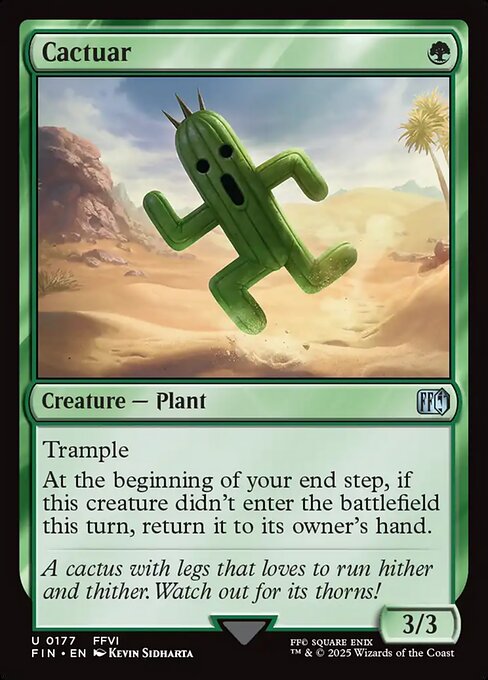 Cactuar
Creature — Plant
FF
Trample
At the beginning of your end step, if
this creature didn't enter the battlefield
this turn, return it to its owner's hand.
A cactus with legs that loves to run hither
and thither. Watch out for its thorns!
3/3
U 0177 FFVI
FIN • EN Kevin Sidharta
FF© SQUARE ENIX
™ & © 2025 Wizards of the Coast